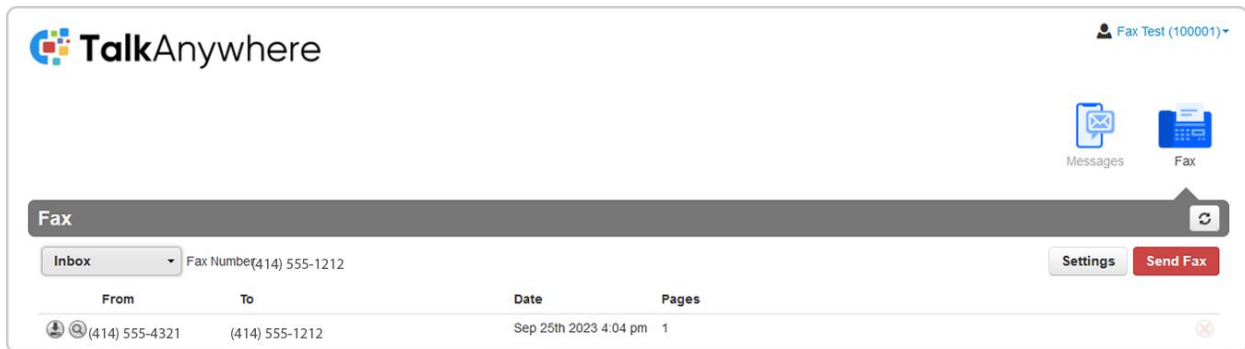 TalkAnywhere
Fax Test (100001)
Messages
Fax
Fax
Inbox
Fax Number(414) 555-1212
Settings
Send Fax
From To Date Pages
(414) 555-4321 (414) 555-1212 Sep 25th 2023 4:04 pm 1